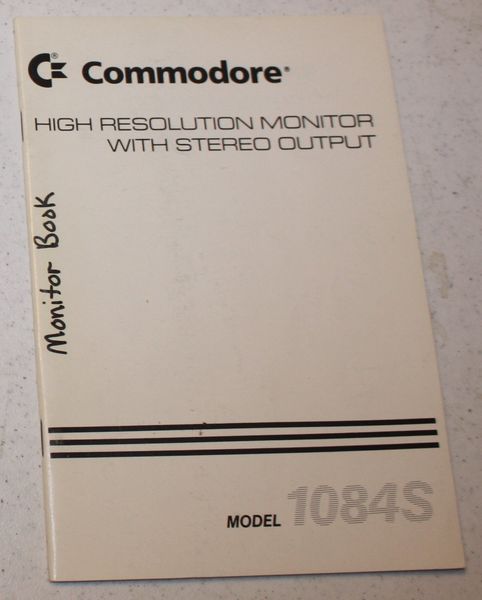 Commodore®
HIGH RESOLUTION MONITOR
WITH STEREO OUTPUT
Monitor Book
MODEL 1084S